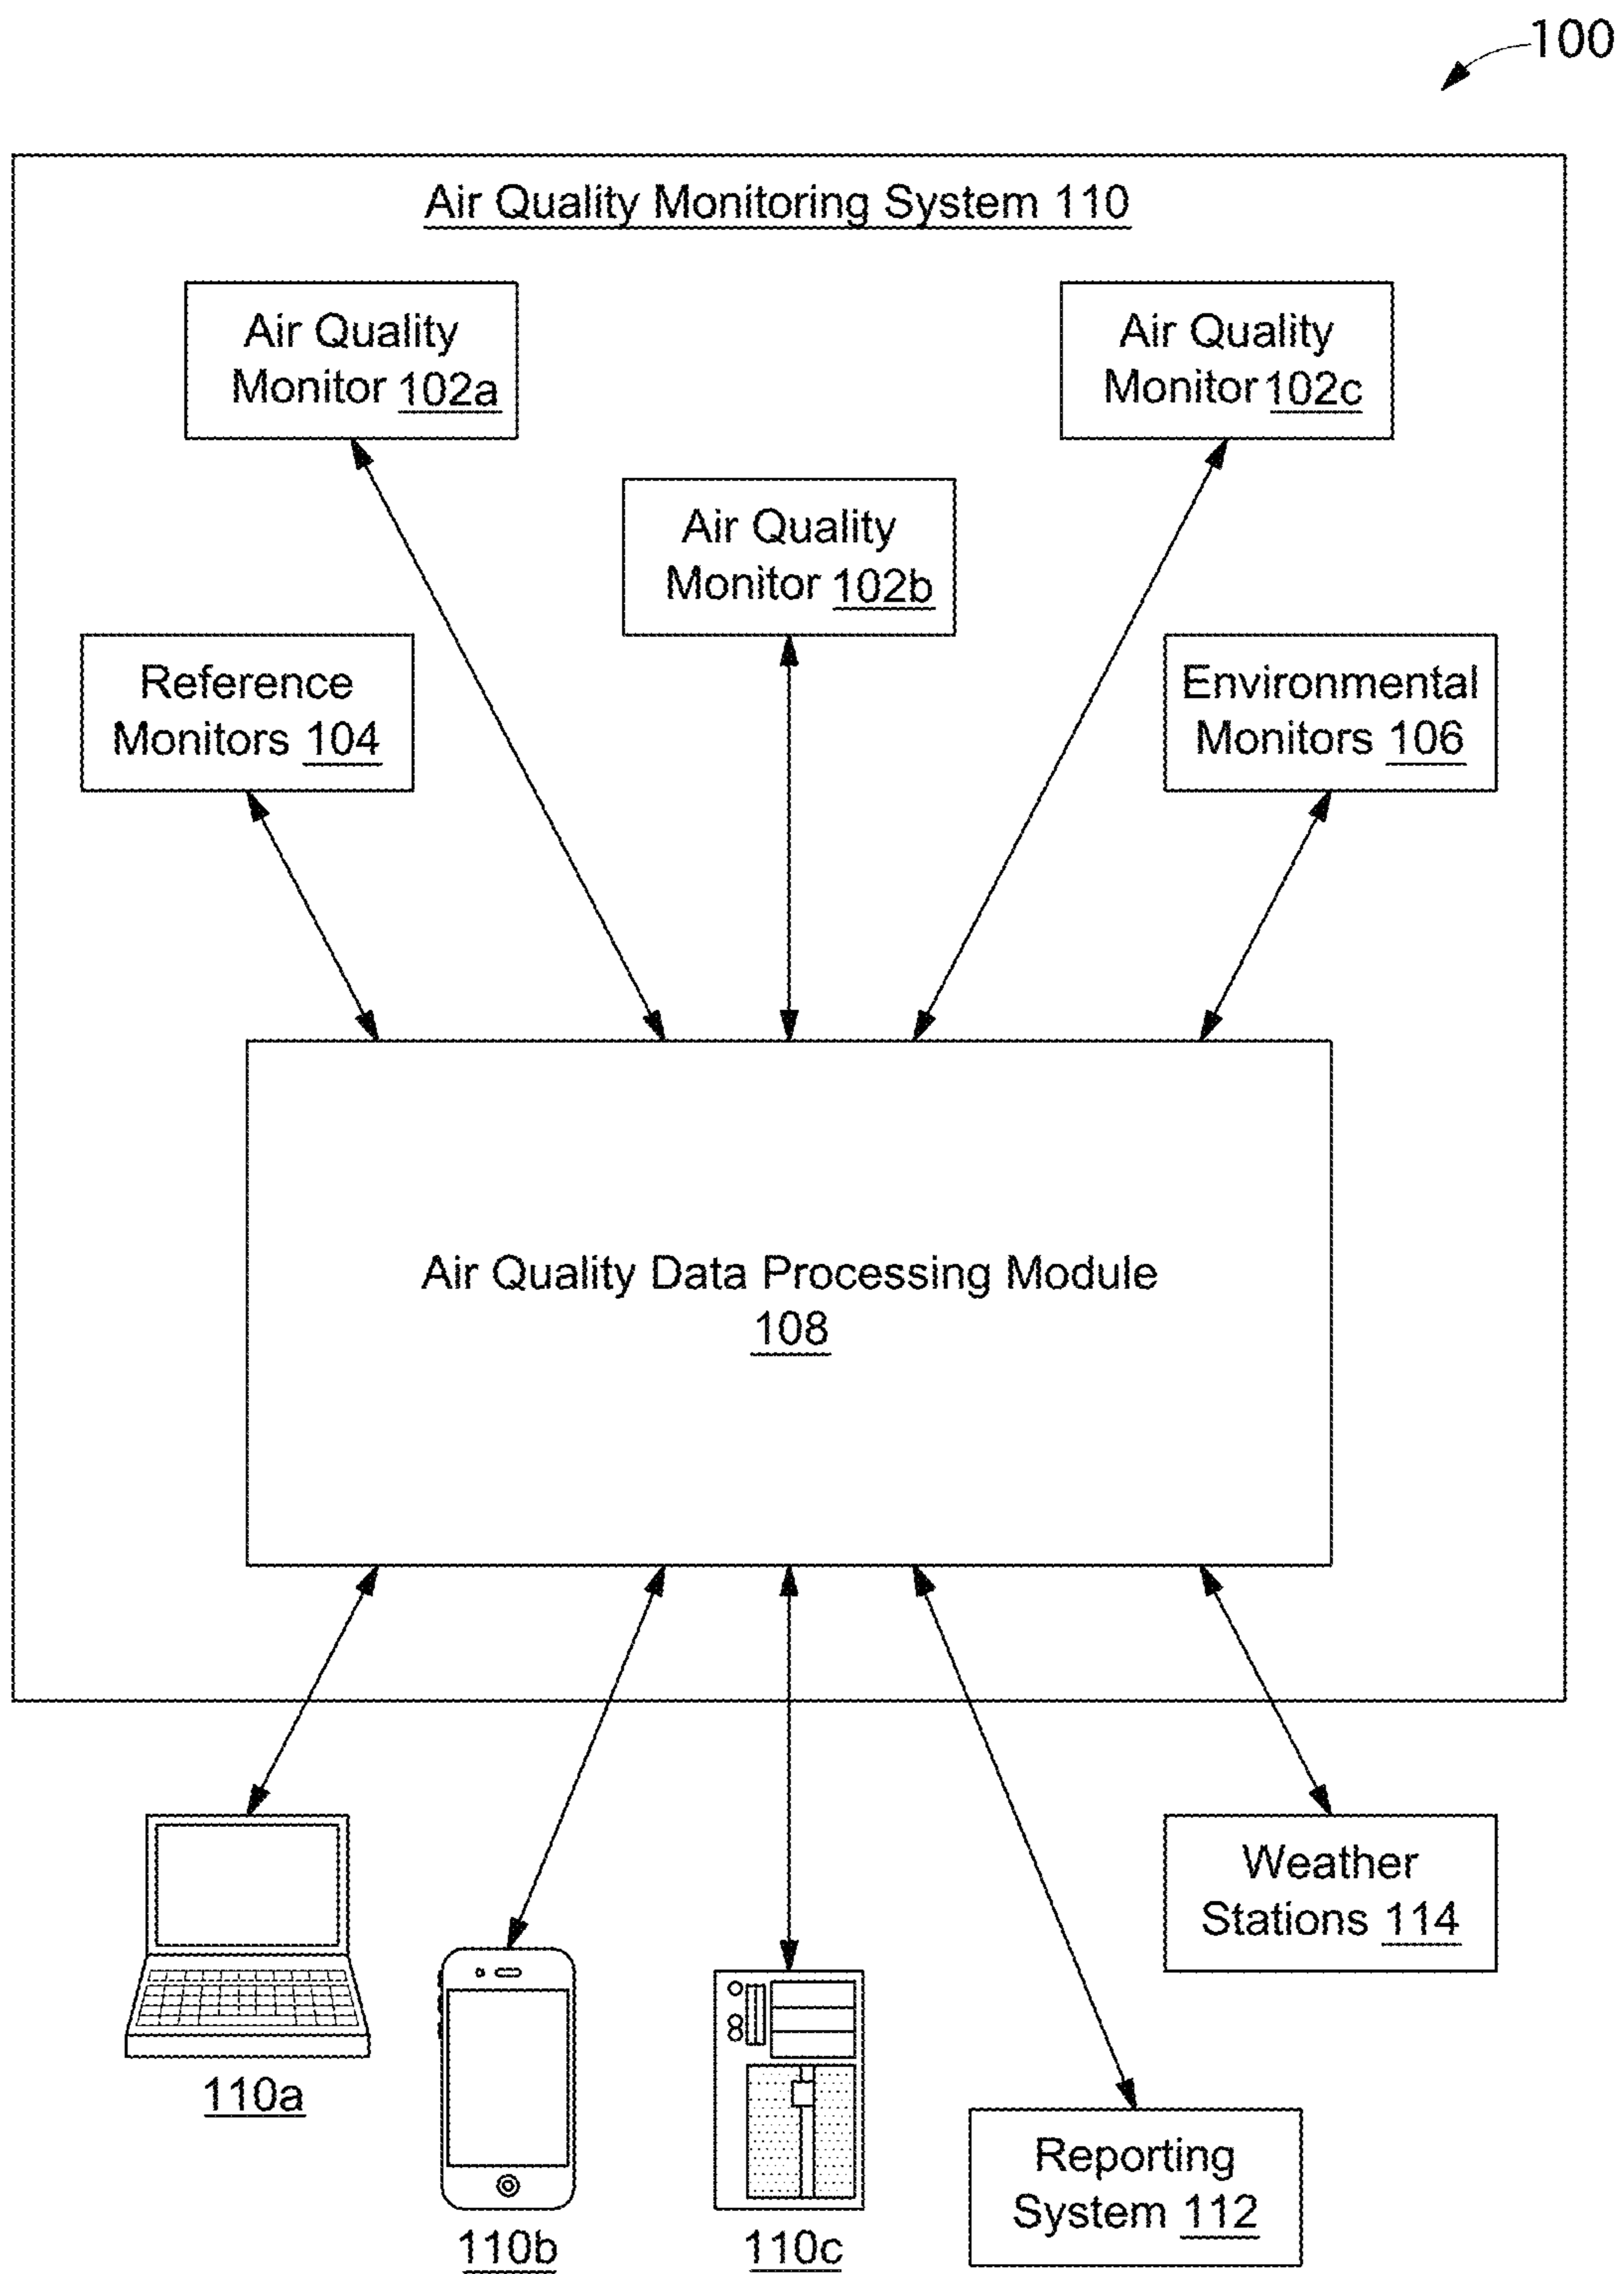 100
Air Quality Monitoring System 110
Air Quality
Monitor 102a
Air Quality
Monitor 102c
Air Quality
Monitor 102b
Reference
Monitors 104
Environmental
Monitors 106
Air Quality Data Processing Module
108
110a
110b
110c
Weather
Stations 114
Reporting
System 112